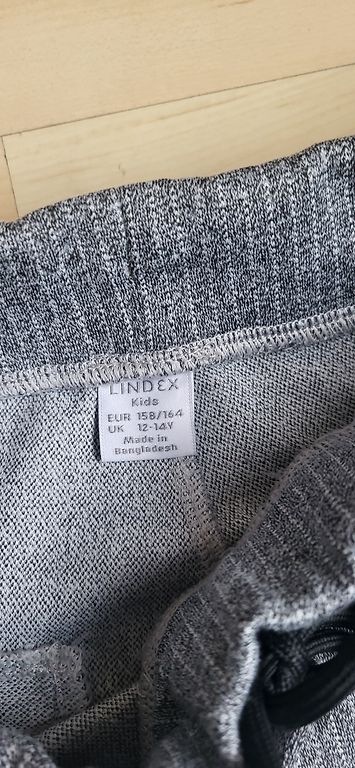 LINDEX
Kids
EUR 158/164
UK 12-14Y
Made in
Bangladesh